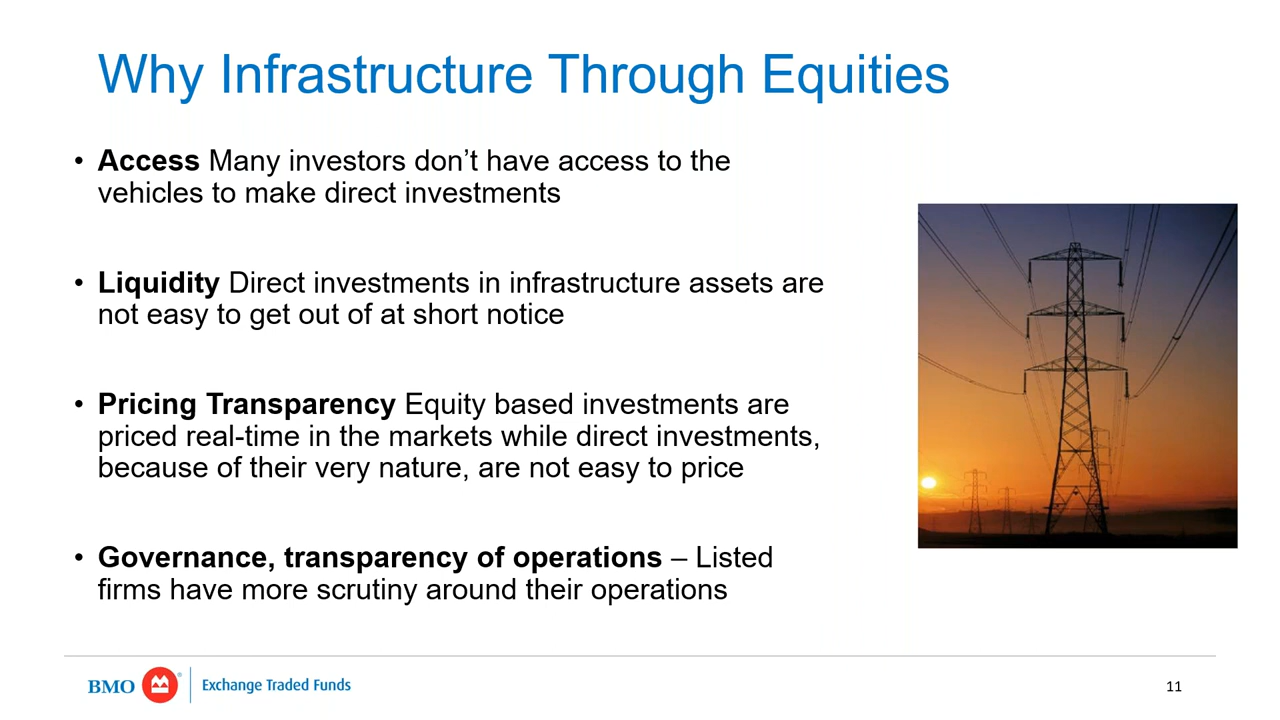 Why Infrastructure Through Equities
• Access Many investors don’t have access to the
vehicles to make direct investments
• Liquidity Direct investments in infrastructure assets are
not easy to get out of at short notice
• Pricing Transparency Equity based investments are
priced real-time in the markets while direct investments,
because of their very nature, are not easy to price
• Governance, transparency of operations – Listed
firms have more scrutiny around their operations
BMO ® Exchange Traded Funds
11